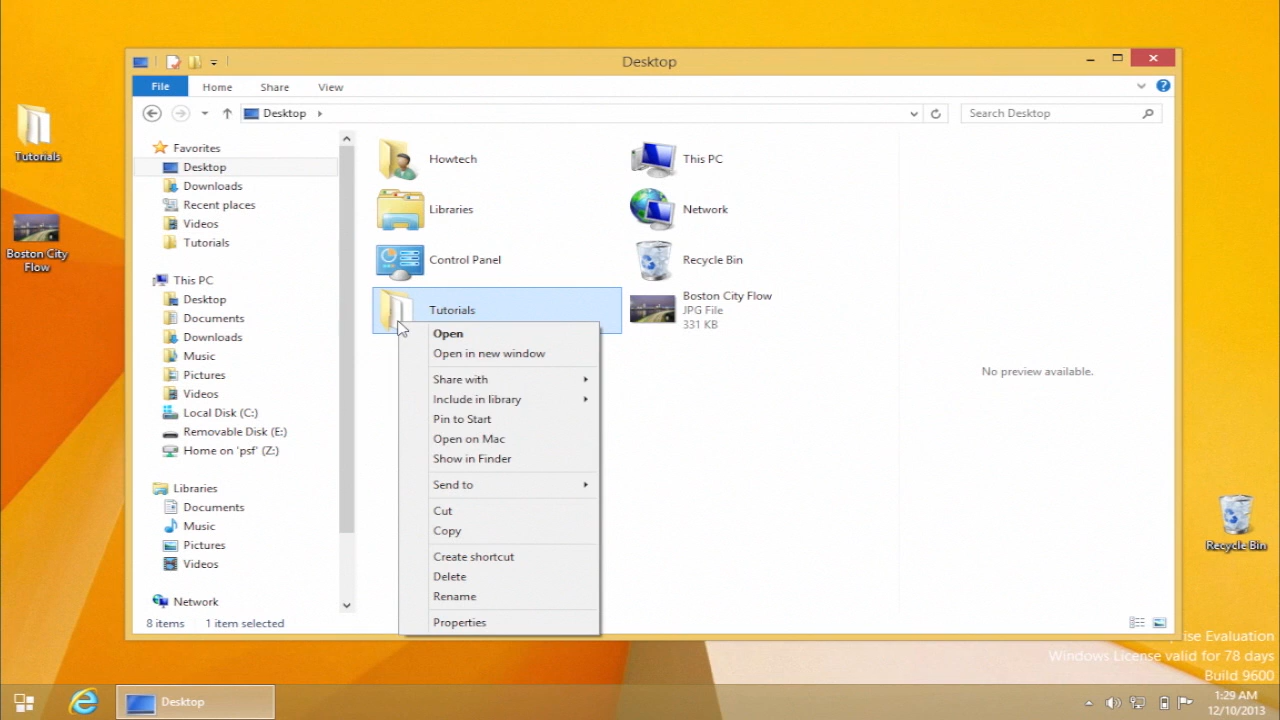 Desktop
File
Home
Share
View
Desktop
Search Desktop
Tutorials
Boston City
Flow
Favorites
Desktop
Downloads
Recent places
Videos
Tutorials
This PC
Desktop
Documents
Downloads
Music
Pictures
Videos
Local Disk (C:)
Removable Disk (E:)
Home on 'psf' (Z:)
Libraries
Documents
Music
Pictures
Videos
Network
Howtech
This PC
Libraries
Network
Control Panel
Recycle Bin
Tutorials
Boston City Flow
JPG File
331 KB
Open
Open in new window
Share with
Include in library
Pin to Start
Open on Mac
Show in Finder
Send to
Cut
Copy
Create shortcut
Delete
Rename
Properties
No preview available.
8 items
1 item selected
Recycle Bin
Evaluation
Windows License valid for 78 days
Build 9600
Desktop
1:29 AM
12/10/2013